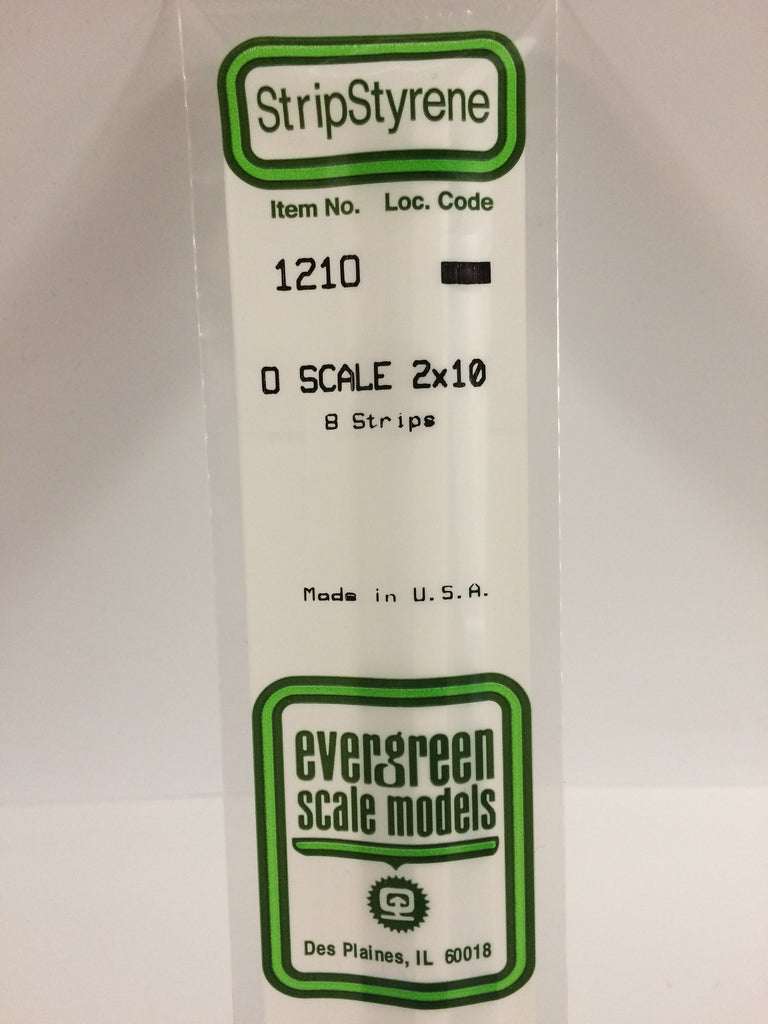 StripStyrene
Item No. Loc. Code
1210
O SCALE 2x10
8 Strips
Made in U.S.A.
evergreen
scale models
Des Plaines, IL 60018